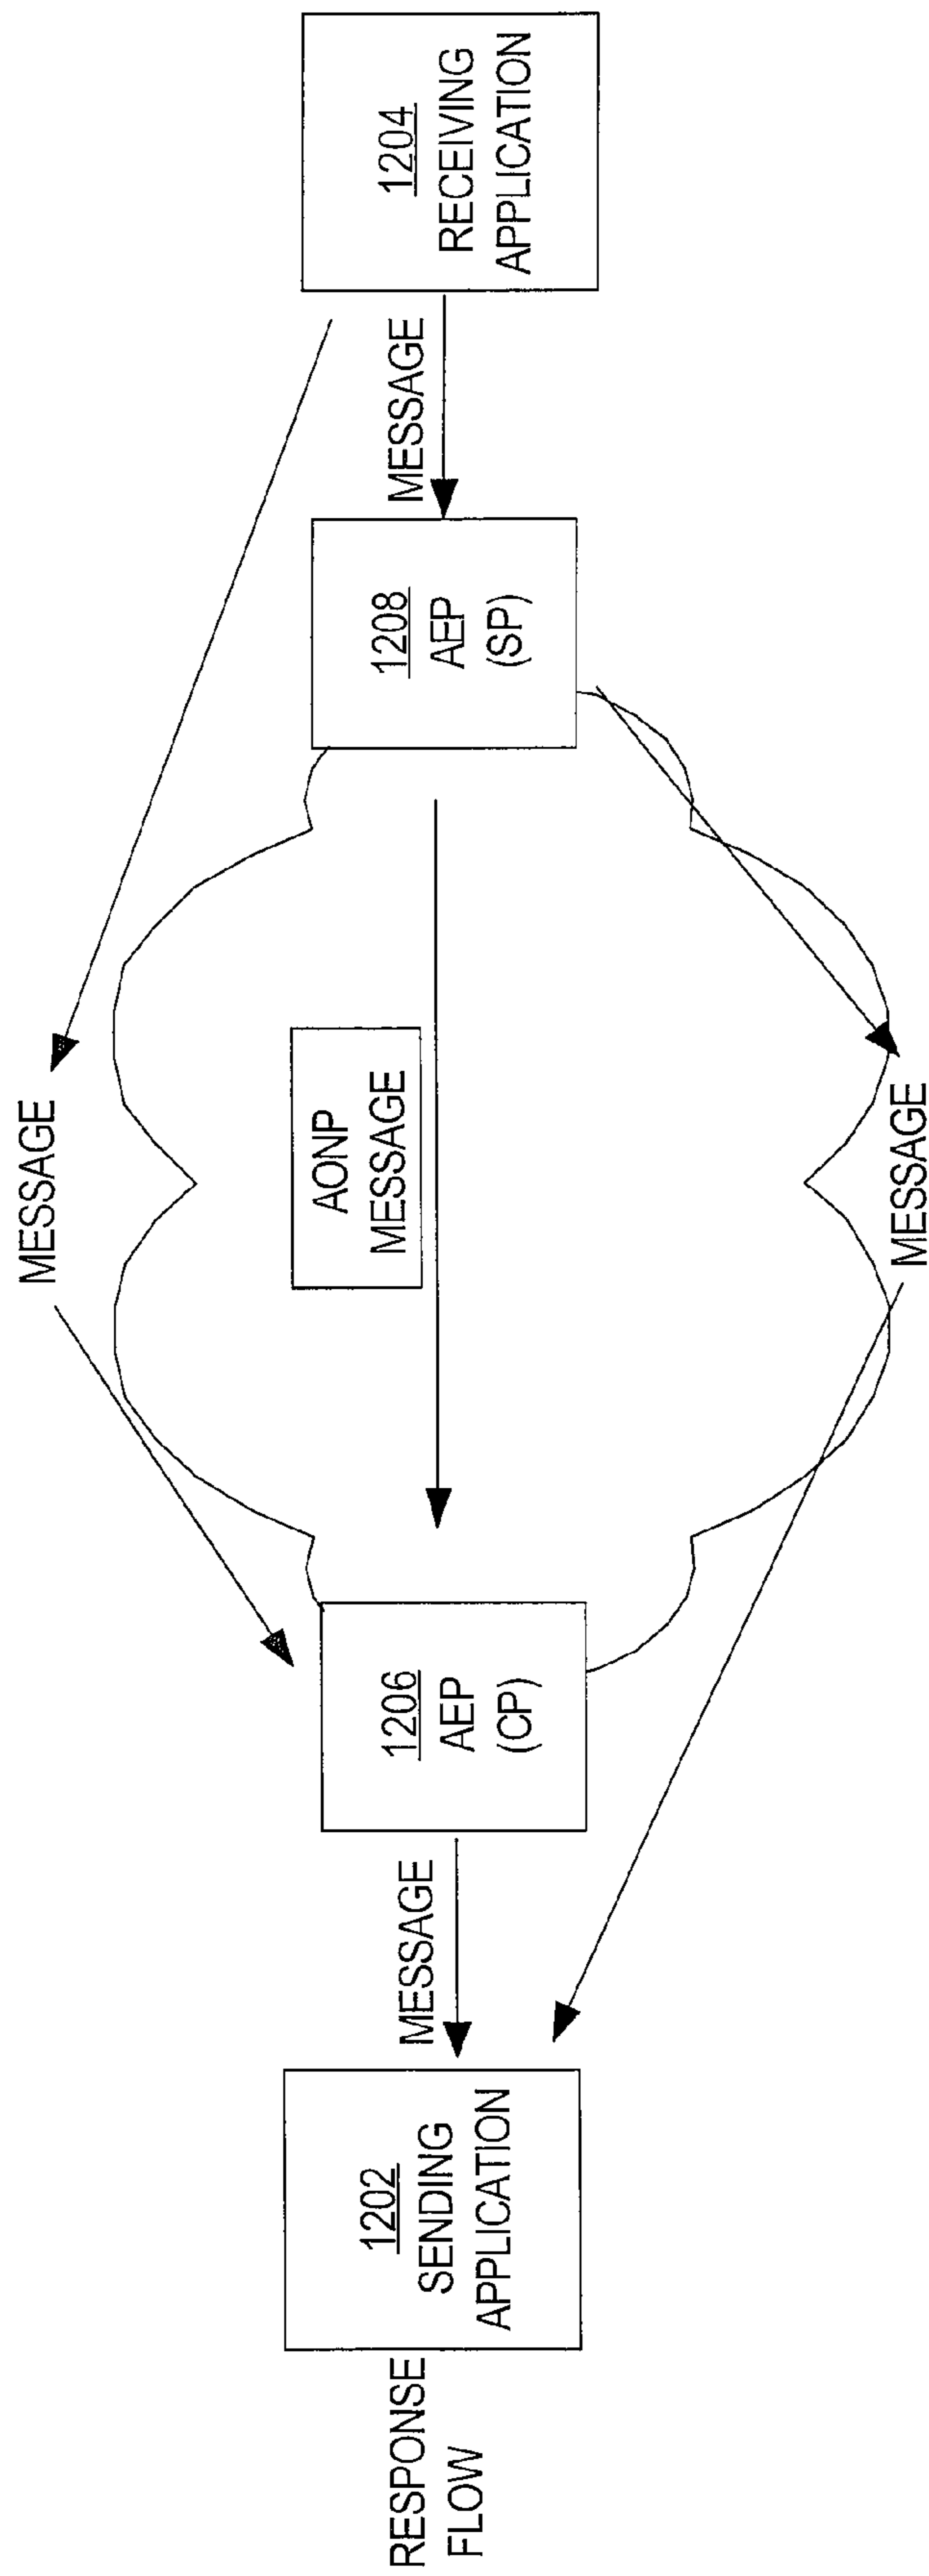 MESSAGE
RESPONSE
FLOW
1202
SENDING
APPLICATION
MESSAGE
1206
AEP
(CP)
AONP
MESSAGE
1208
AEP
(SP)
MESSAGE
1204
RECEIVING
APPLICATION
MESSAGE